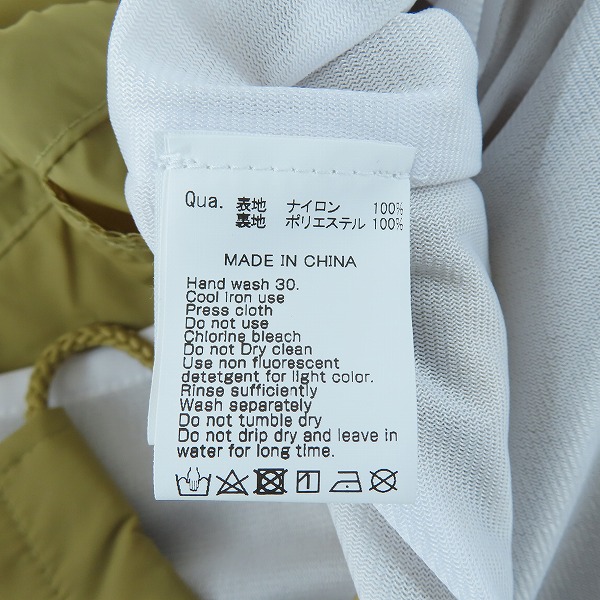 Qua. 表地 ナイロン 100%
裏地 ポリエステル 100%
MADE IN CHINA
Hand wash 30.
Cool iron use
Press cloth
Do not use
Chlorine bleach
Do not Dry clean
Use non fluorescent
detetgent for light color.
Rinse sufficiently
Wash separately
Do not tumble dry
Do not drip dry and leave in
water for long time.